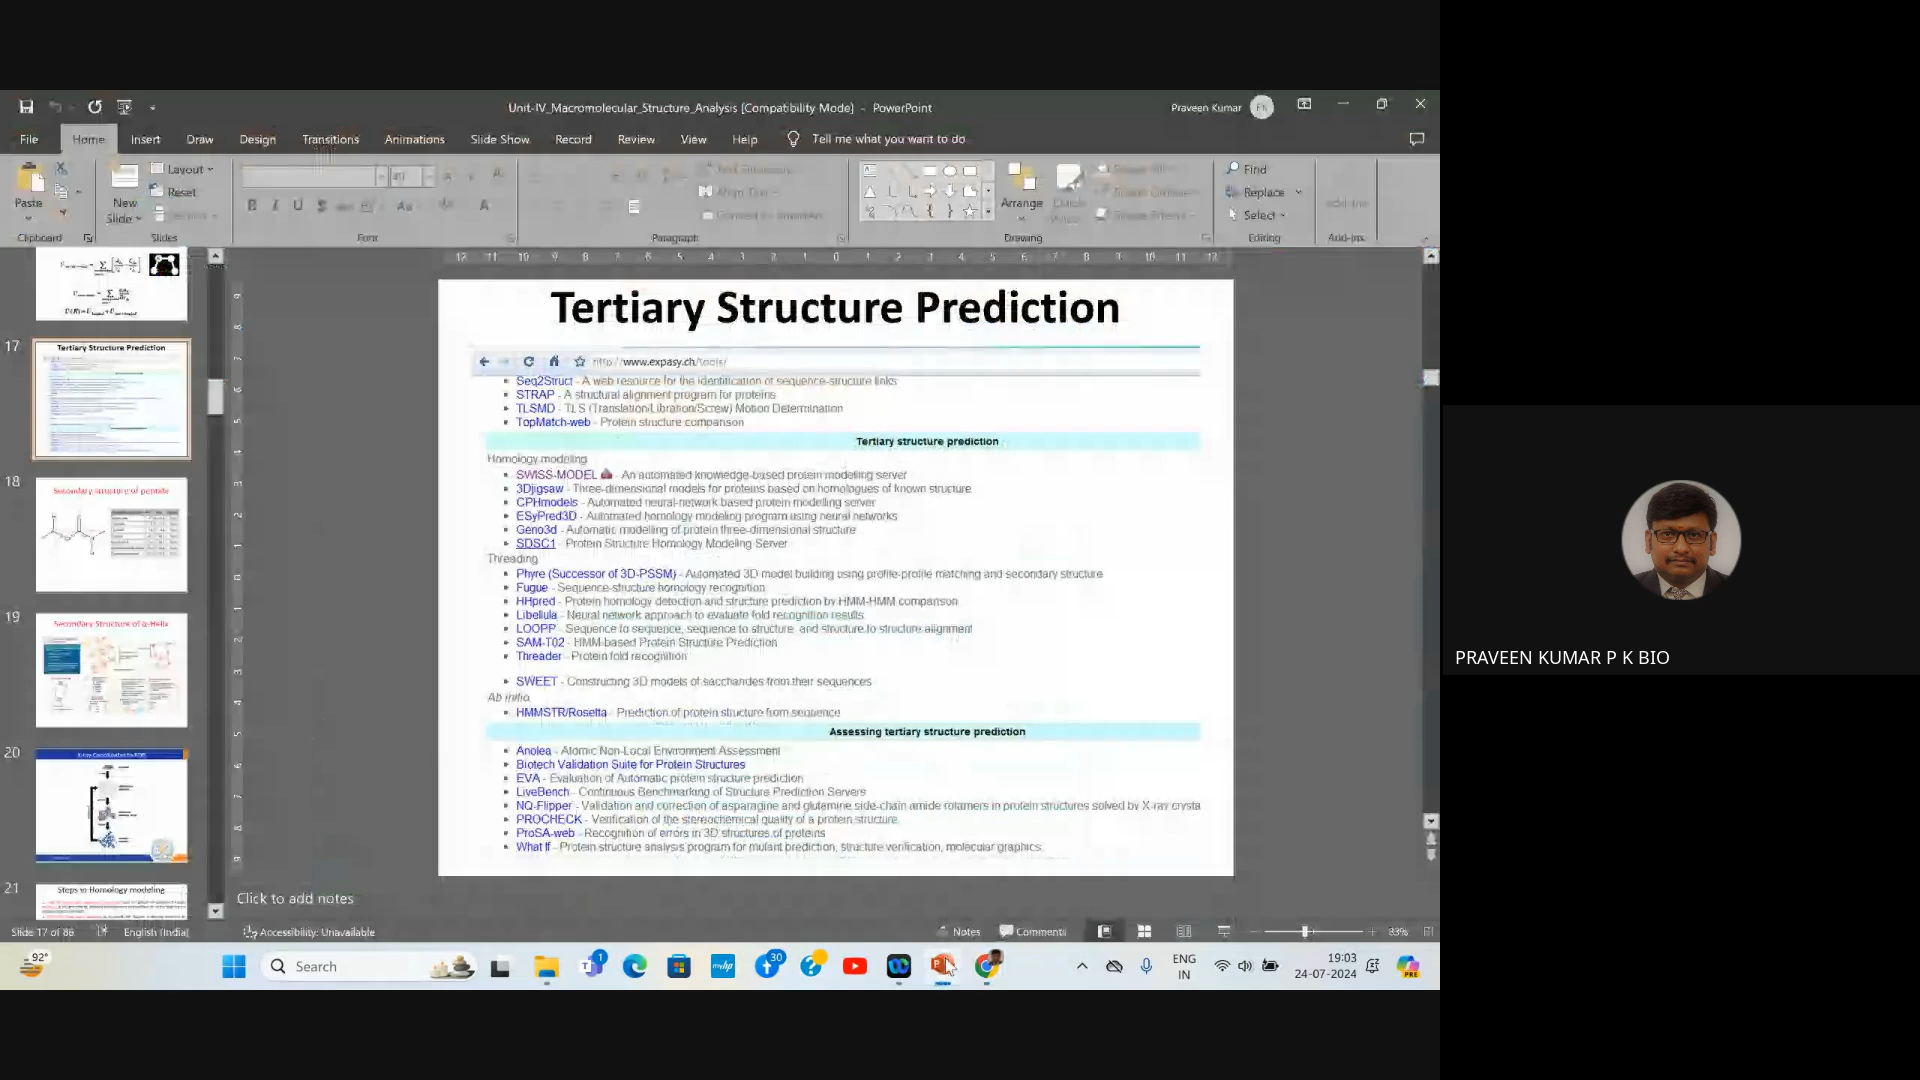 Unit-IV_Macromolecular_Structure_Analysis [Compatibility Mode] - PowerPoint
Praveen Kumar
File Home Insert Draw Design Transitions Animations Slide Show Record Review View Help Tell me what you want to do
Paste
New
Slide
Layout
Reset
Arrange
Find
Replace
Select
Clipboard Slides Font Paragraph Drawing Editing Add-ins
17
Tertiary Structure Prediction
18
Secondary structure of peptide
19
Secondary Structure of α-Helix
20
21
Steps in Homology modeling
Tertiary Structure Prediction
http://www.expasy.ch/tools/
Seq2Struct - A web resource for the identification of sequence-structure links
STRAP - A structural alignment program for proteins
TLSMD - TLS (Translation/Libration/Screw) Motion Determination
TopMatch-web - Protein structure comparison
Tertiary structure prediction
Homology modeling
SWISS-MODEL - An automated knowledge-based protein modelling server
3Djigsaw - Three-dimensional models for proteins based on homologues of known structure
CPHmodels - Automated neural-network based protein modelling server
ESyPred3D - Automated homology modeling program using neural networks
Geno3d - Automatic modelling of protein three-dimensional structure
SDSC1 - Protein Structure Homology Modeling Server
Threading
Phyre (Successor of 3D-PSSM) - Automated 3D model building using profile-profile matching and secondary structure
Fugue - Sequence-structure homology recognition
HHpred - Protein homology detection and structure prediction by HMM-HMM comparison
Libellula - Neural network approach to evaluate fold recognition results
LOOPP - Sequence to sequence, sequence to structure, and structure to structure alignment
SAM-T02 - HMM-based Protein Structure Prediction
Threader - Protein fold recognition
SWEET - Constructing 3D models of saccharides from their sequences
Ab initio
HMMSTR/Rosetta - Prediction of protein structure from sequence
Assessing tertiary structure prediction
Anolea - Atomic Non-Local Environment Assessment
Biotech Validation Suite for Protein Structures
EVA - Evaluation of Automatic protein structure prediction
LiveBench - Continuous Benchmarking of Structure Prediction Servers
NQ-Flipper - Validation and correction of asparagine and glutamine side-chain amide rotamers in protein structures solved by X-ray crysta
PROCHECK - Verification of the stereochemical quality of a protein structure
ProSA-web - Recognition of errors in 3D structures of proteins
What If - Protein structure analysis program for mutant prediction, structure verification, molecular graphics
Click to add notes
Slide 17 of 86 English (India) Accessibility: Unavailable Notes Comments 83%
92°
Search
1
30
ENG
IN
19:03
24-07-2024
PRE
PRAVEEN KUMAR P K BIO